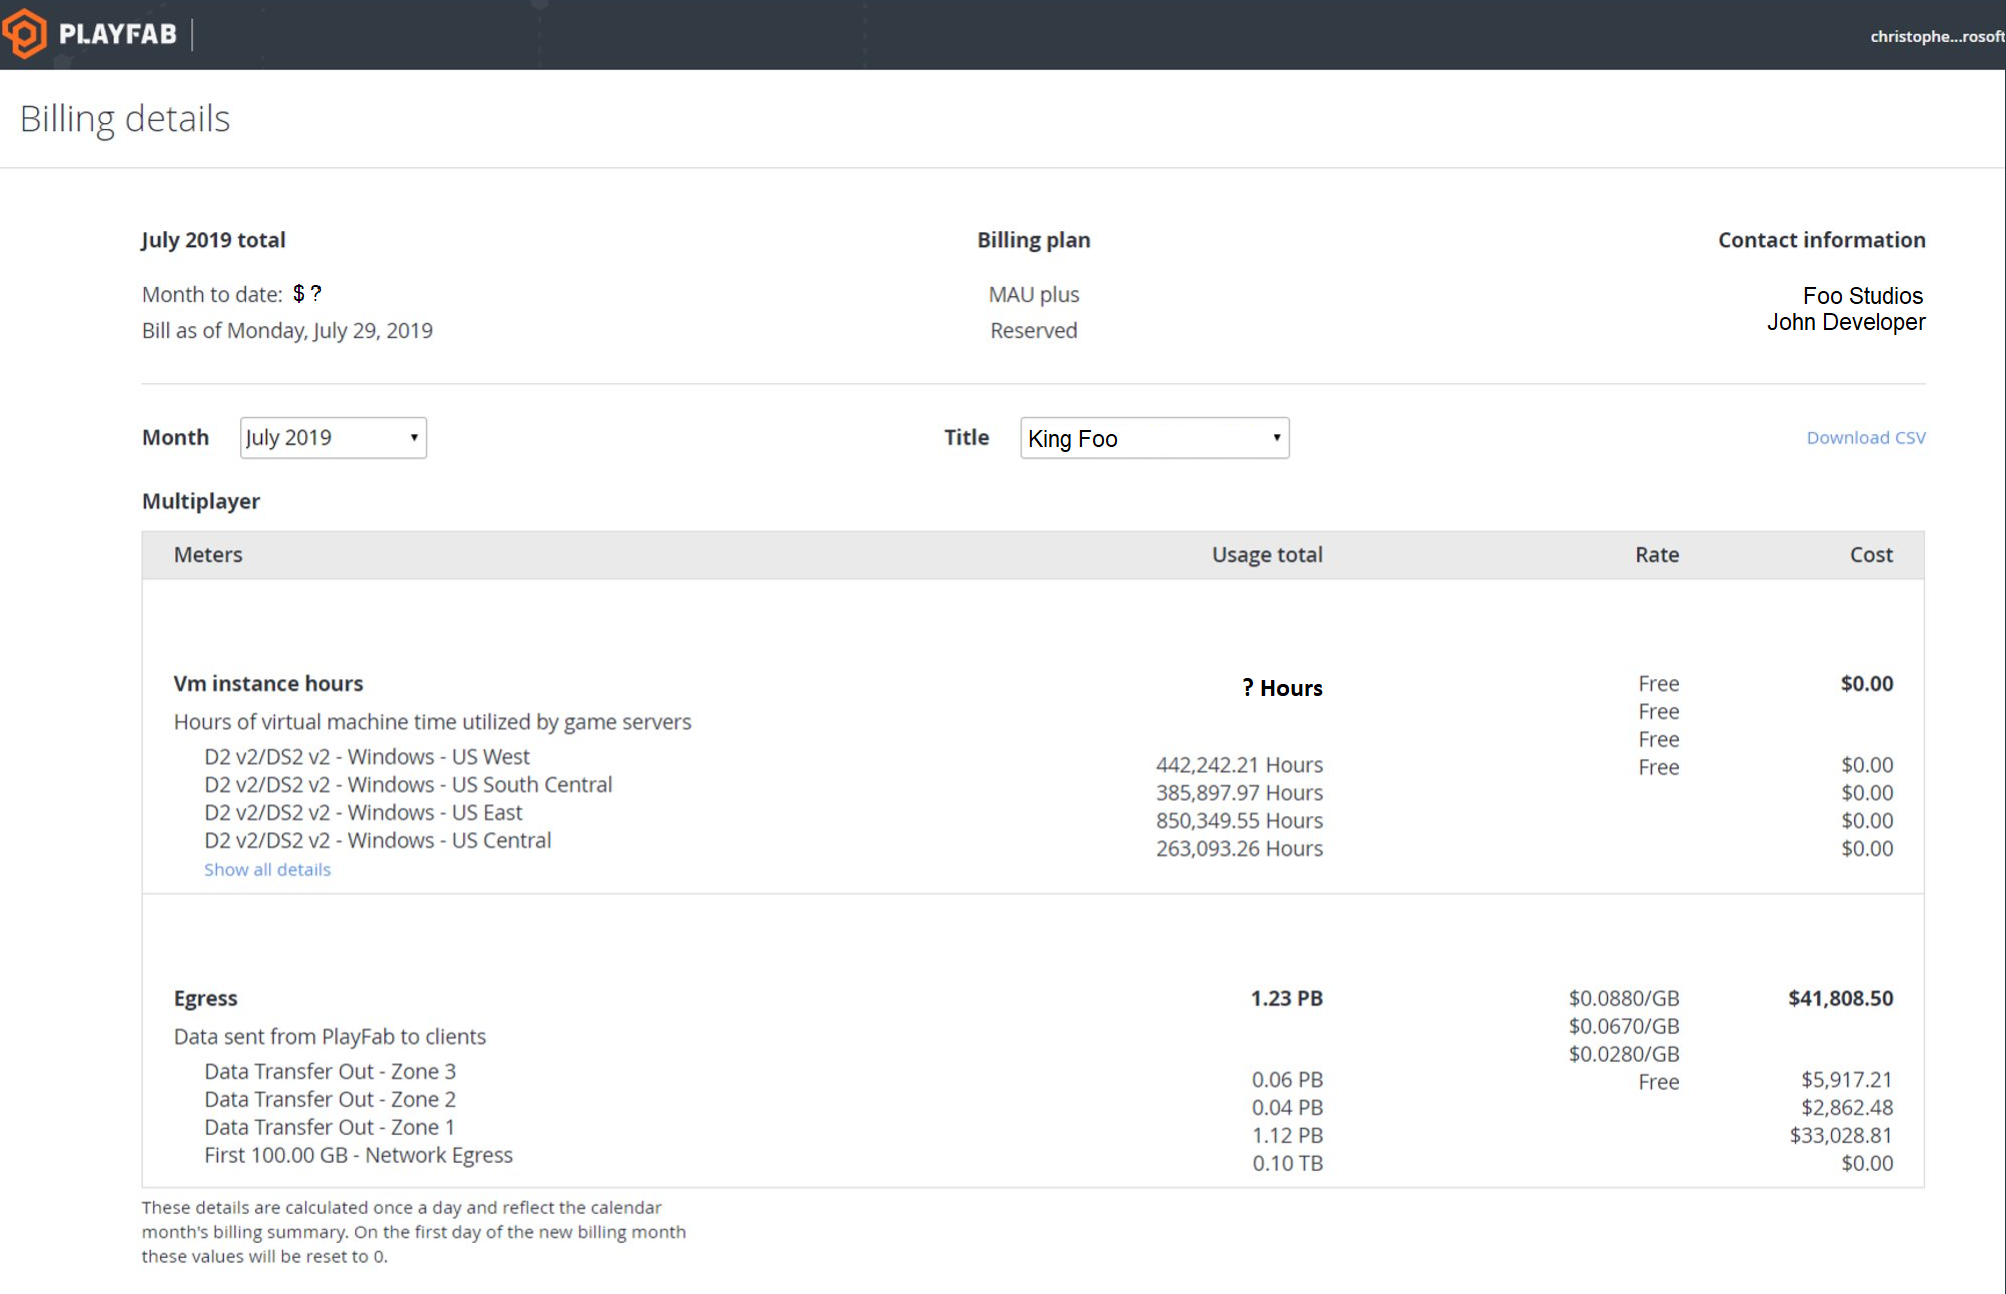 PLAYFAB
christophe...rosoft
Billing details
July 2019 total
Month to date: $ ?
Bill as of Monday, July 29, 2019
Billing plan
MAU plus
Reserved
Contact information
Foo Studios
John Developer
Month July 2019 Title King Foo Download CSV
Multiplayer
Meters Usage total Rate Cost
Vm instance hours ? Hours Free $0.00
Hours of virtual machine time utilized by game servers Free
D2 v2/DS2 v2 - Windows - US West 442,242.21 Hours Free $0.00
D2 v2/DS2 v2 - Windows - US South Central 385,897.97 Hours Free $0.00
D2 v2/DS2 v2 - Windows - US East 850,349.55 Hours $0.00
D2 v2/DS2 v2 - Windows - US Central 263,093.26 Hours $0.00
Show all details
Egress 1.23 PB $0.0880/GB $41,808.50
Data sent from PlayFab to clients $0.0670/GB
Data Transfer Out - Zone 3 0.06 PB $0.0280/GB $5,917.21
Data Transfer Out - Zone 2 0.04 PB Free $2,862.48
Data Transfer Out - Zone 1 1.12 PB $33,028.81
First 100.00 GB - Network Egress 0.10 TB $0.00
These details are calculated once a day and reflect the calendar
month's billing summary. On the first day of the new billing month
these values will be reset to 0.